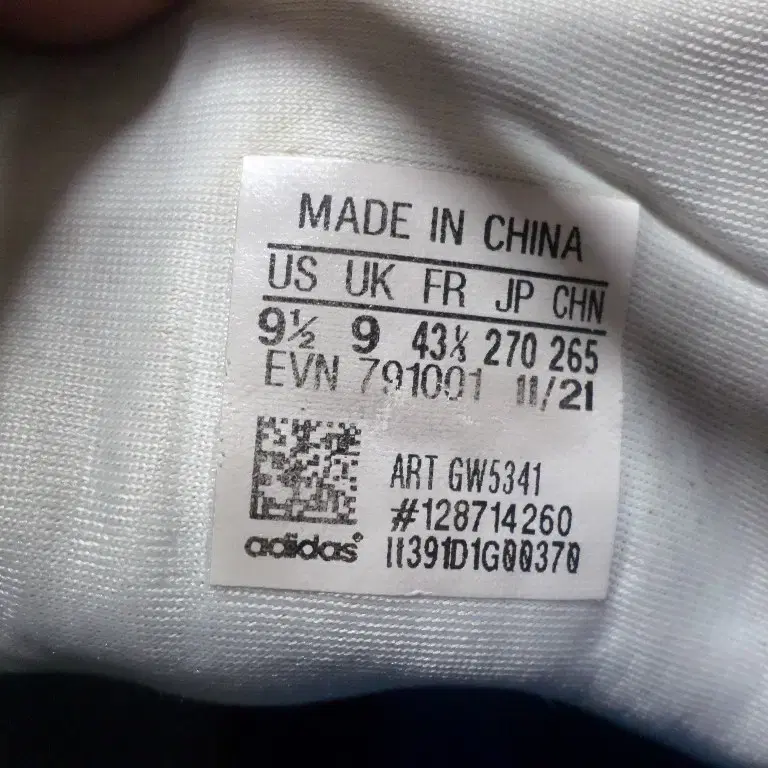 MADE IN CHINA
US UK FR JP CHN
9½ 9 43⅓ 270 265
EVN 791001 11/21
ART GW5341
#128714260
adidas® 11391D1G00370